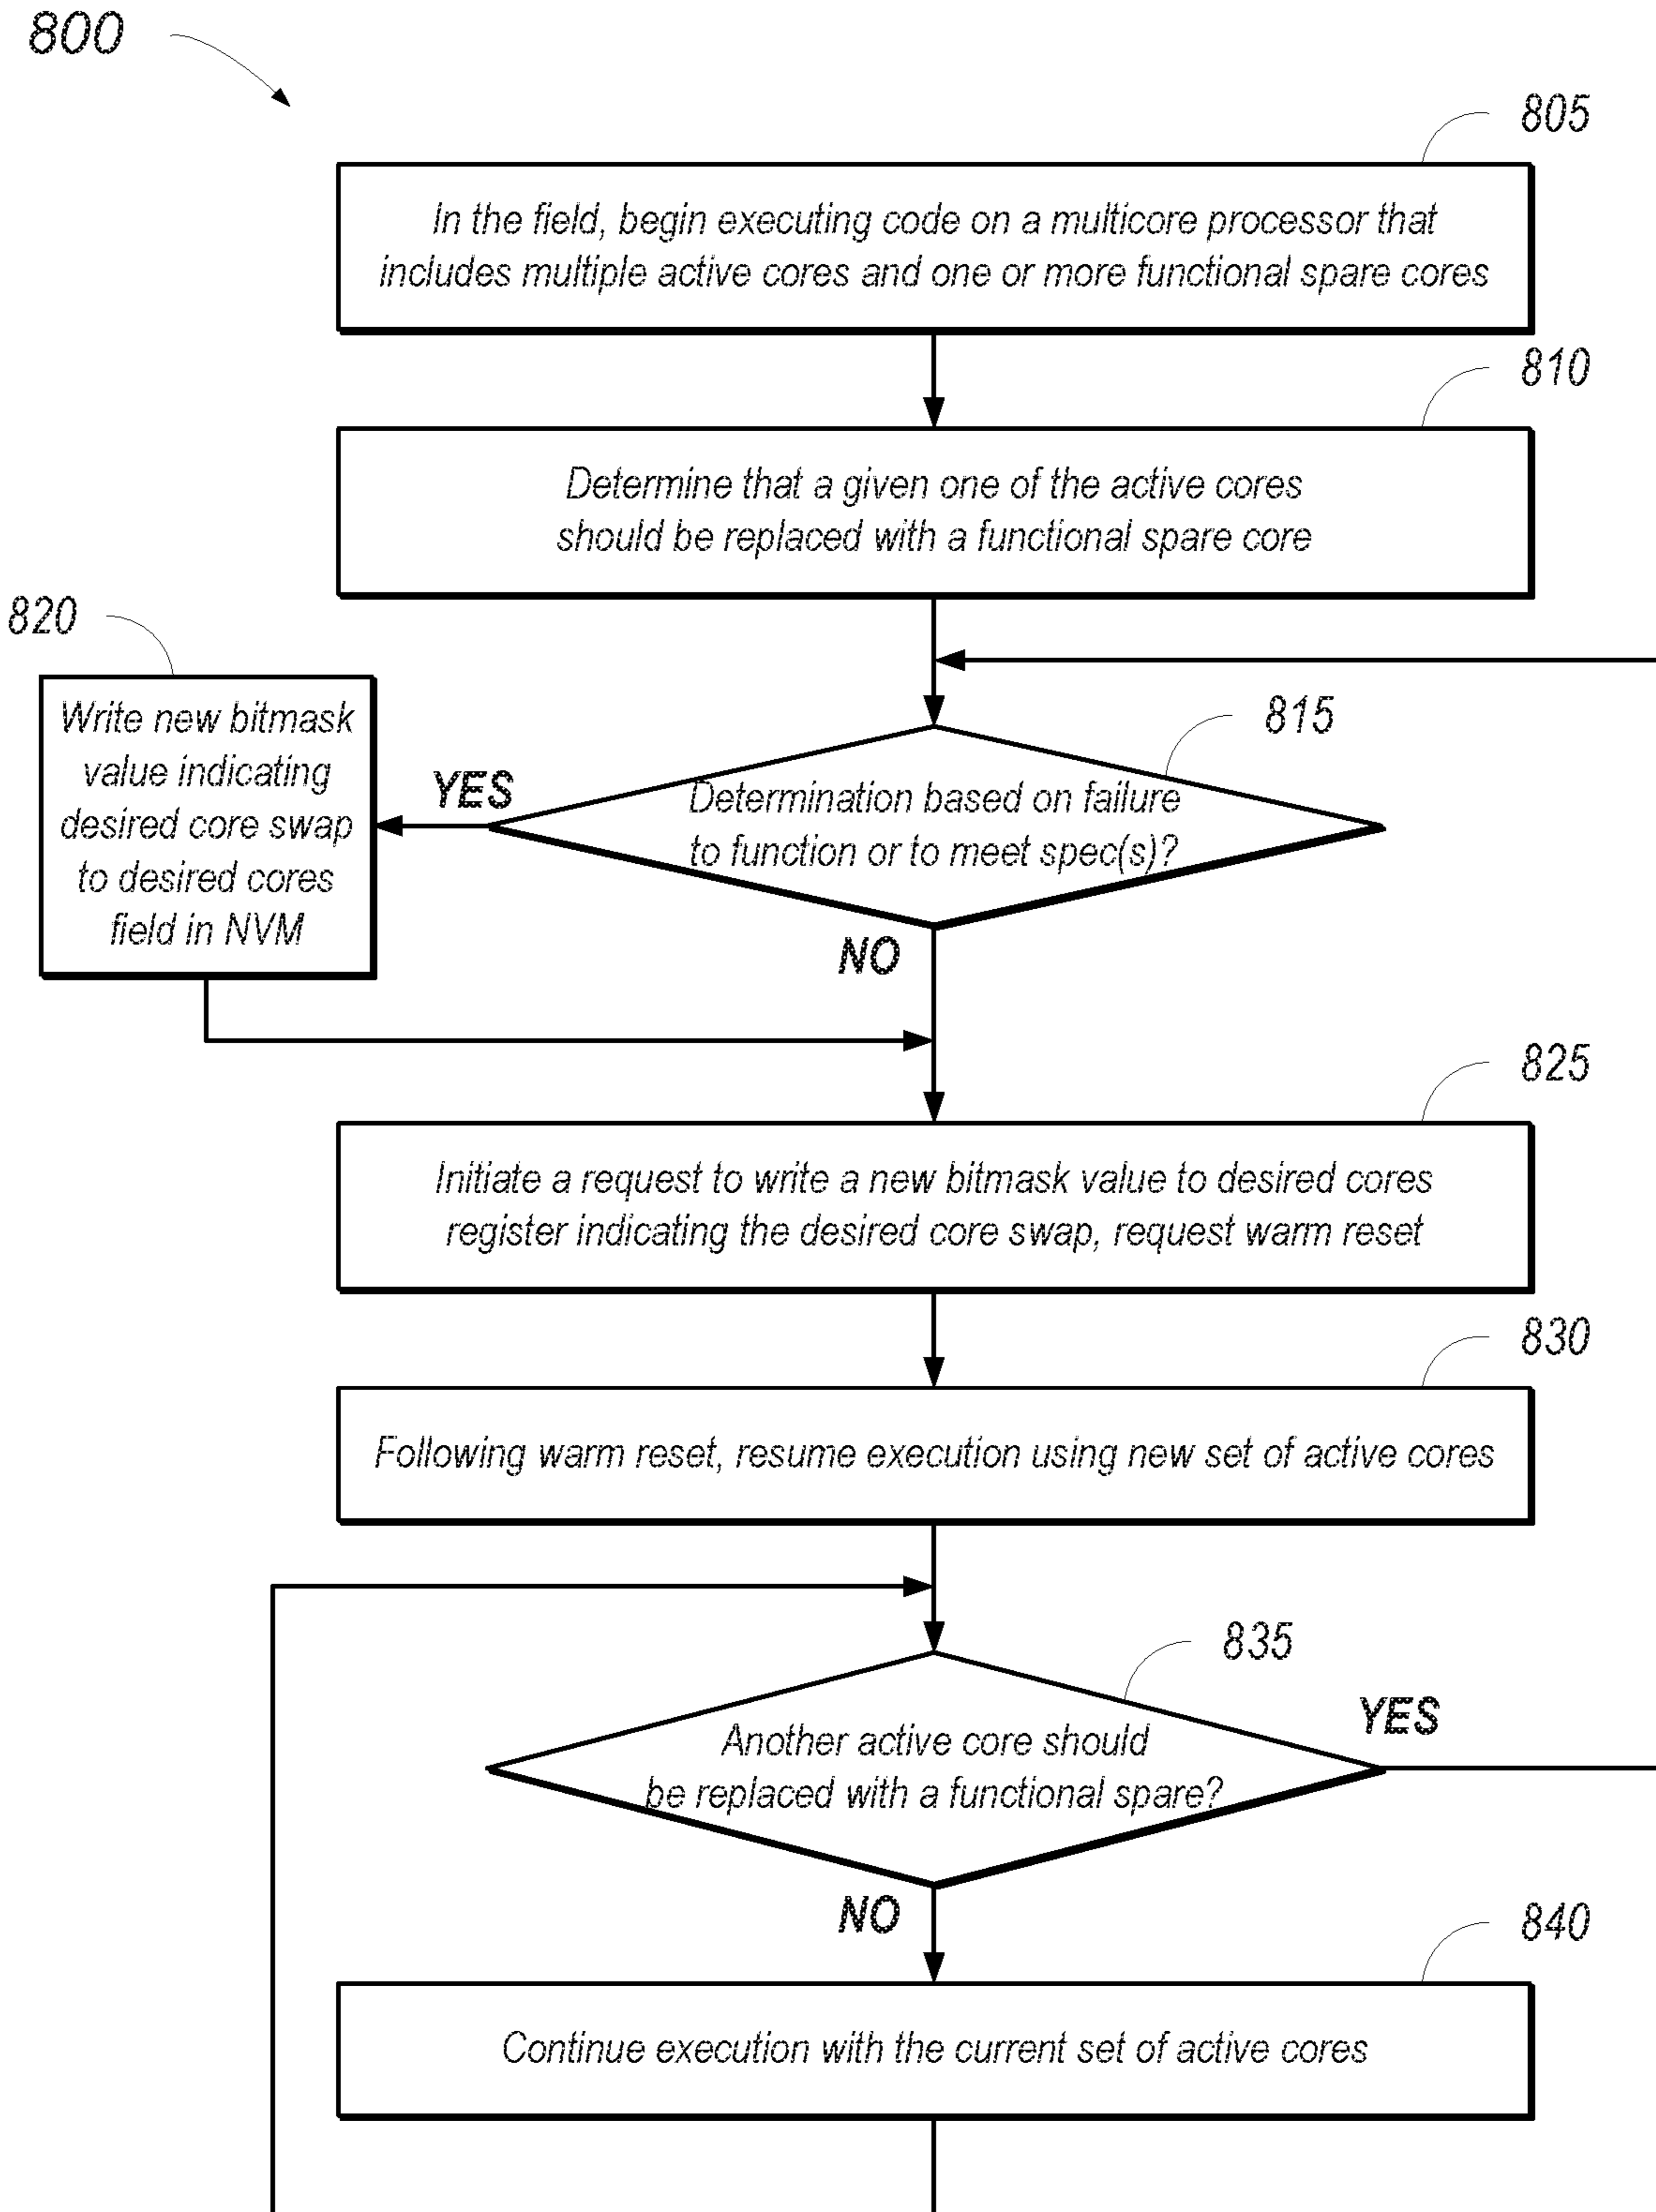 800
805
In the field, begin executing code on a multicore processor that
includes multiple active cores and one or more functional spare cores
810
Determine that a given one of the active cores
should be replaced with a functional spare core
820
Write new bitmask
value indicating
desired core swap
to desired cores
field in NVM
YES
815
Determination based on failure
to function or to meet spec(s)?
NO
825
Initiate a request to write a new bitmask value to desired cores
register indicating the desired core swap, request warm reset
830
Following warm reset, resume execution using new set of active cores
835
Another active core should
be replaced with a functional spare?
YES
NO
840
Continue execution with the current set of active cores